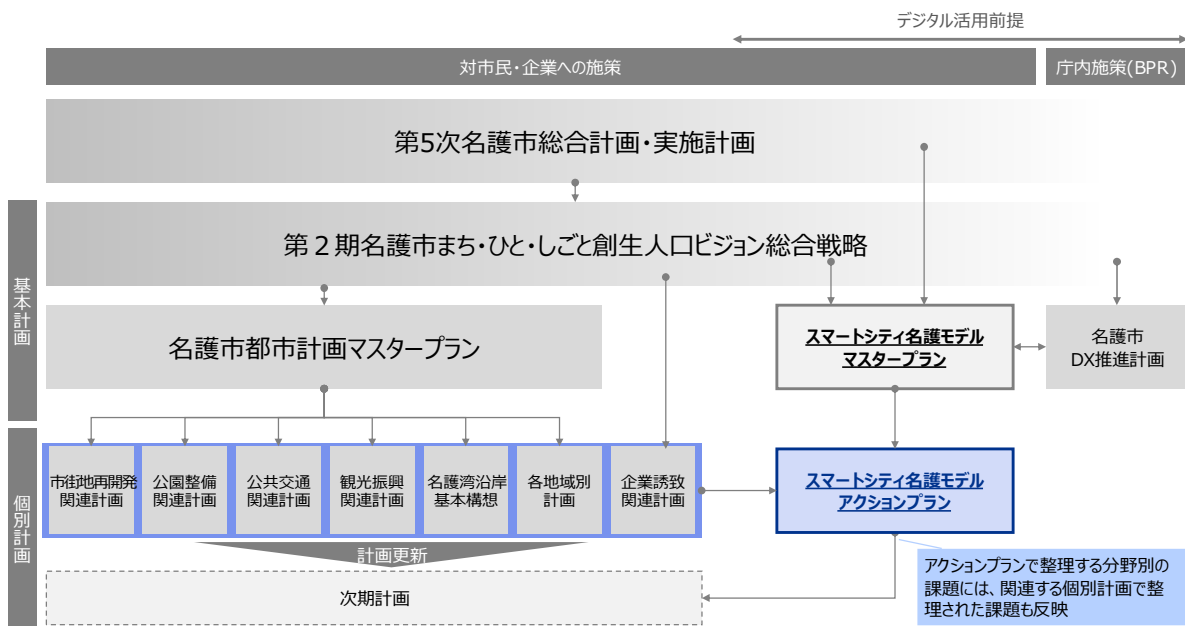 デジタル活用前提
対市民・企業への施策
庁内施策(BPR)
第5次名護市総合計画・実施計画
基本計画
第２期名護市まち・ひと・しごと創生人口ビジョン総合戦略
名護市都市計画マスタープラン
スマートシティ名護モデル
マスタープラン
名護市
DX推進計画
個別計画
市街地再開発
関連計画
公園整備
関連計画
公共交通
関連計画
観光振興
関連計画
名護湾沿岸
基本構想
各地域別
計画
企業誘致
関連計画
スマートシティ名護モデル
アクションプラン
計画更新
次期計画
アクションプランで整理する分野別の
課題には、関連する個別計画で整
理された課題も反映